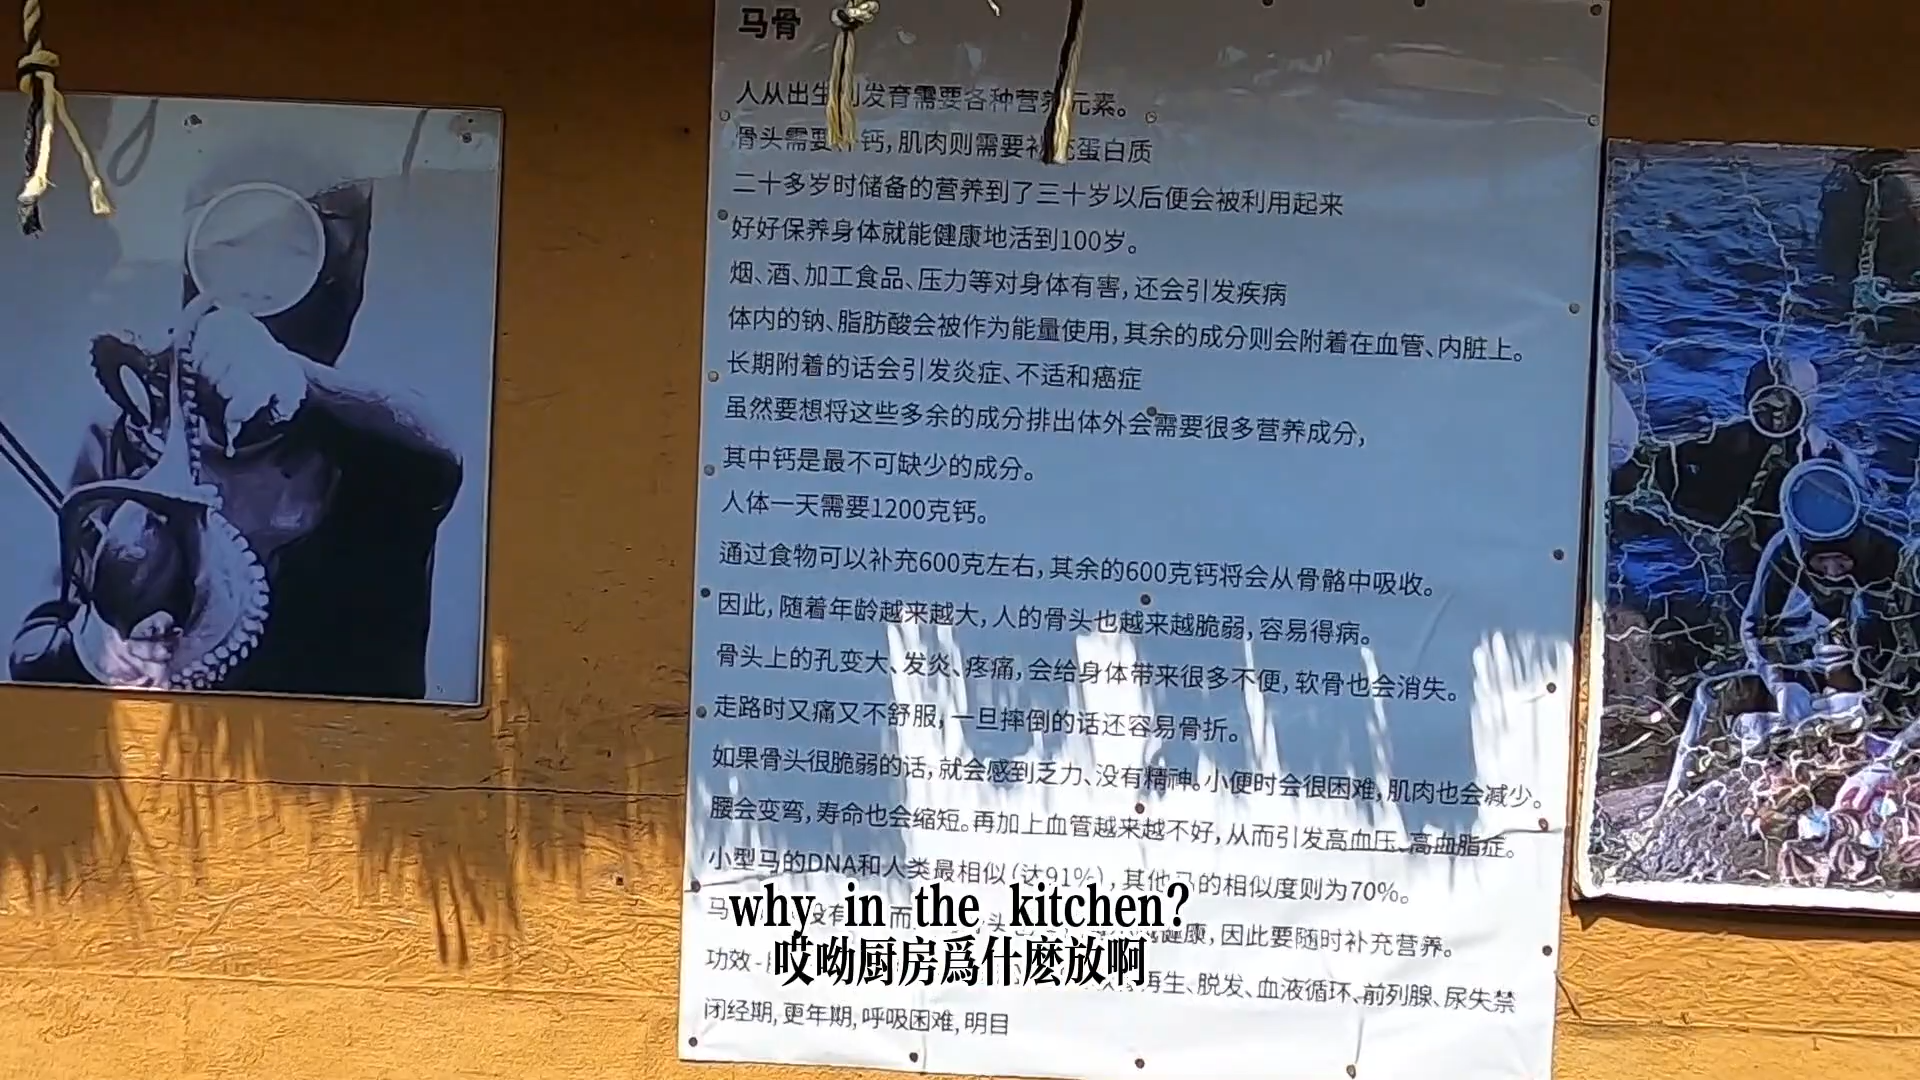 马骨
人从出生 发育需要各种营养元素。
骨头需要 钙,肌肉则需要补充蛋白质
二十多岁时储备的营养到了三十岁以后便会被利用起来
好好保养身体就能健康地活到100岁。
烟、酒、加工食品、压力等对身体有害,还会引发疾病
体内的钠、脂肪酸会被作为能量使用,其余的成分则会附着在血管、内脏上。
长期附着的话会引发炎症、不适和癌症
虽然要想将这些多余的成分排出体外会需要很多营养成分,
其中钙是最不可缺少的成分。
人体一天需要1200克钙。
通过食物可以补充600克左右,其余的600克钙将会从骨骼中吸收。
因此,随着年龄越来越大,人的骨头也越来越脆弱,容易得病。
骨头上的孔变大、发炎、疼痛,会给身体带来很多不便,软骨也会消失。
走路时又痛又不舒服,一旦摔倒的话还容易骨折。
如果骨头很脆弱的话,就会感到乏力、没有精神。小便时会很困难,肌肉也会减少。
腰会变弯,寿命也会缩短。再加上血管越来越不好,从而引发高血压、高血脂症。
小型马的DNA和人类最相似(达91%),其他马的相似度则为70%。
马 没有 而 头 健康,因此要随时补充营养。
功效- 再生、脱发、血液循环、前列腺、尿失禁
闭经期,更年期,呼吸困难,明目
why in the kitchen?
哎呦厨房爲什麽放啊